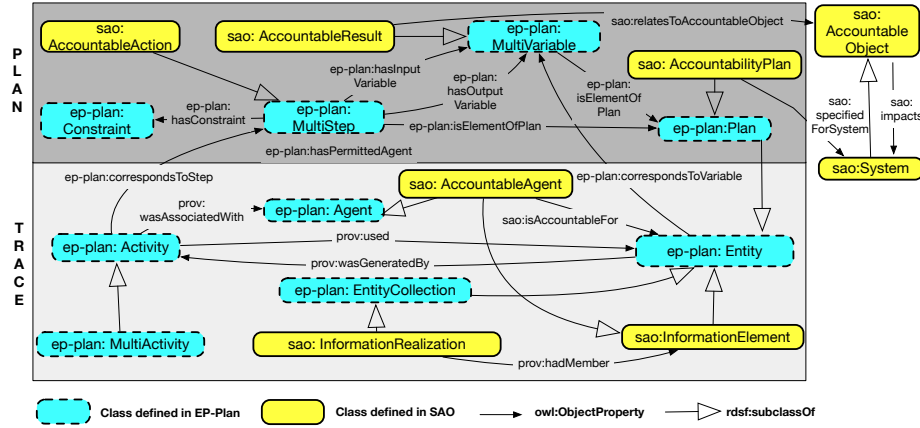 PLAN
sao:
AccountableAction
sao: AccountableResult
ep-plan:
MultiVariable
sao:relatesToAccountableObject
sao:
Accountable
Object
sao: AccountabilityPlan
ep-plan:hasInput
Variable
ep-plan:
hasOutput
Variable
ep-plan:
isElementOf
Plan
sao:
specified
ForSystem
sao:
impacts
ep-plan:
Constraint
ep-plan:
hasConstraint
ep-plan:
MultiStep
ep-plan:isElementOfPlan
ep-plan:Plan
ep-plan:hasPermittedAgent
sao:System
TRACE
ep-plan:correspondsToStep
sao: AccountableAgent
ep-plan:correspondsToVariable
prov:
wasAssociatedWith
ep-plan: Agent
sao:isAccountableFor
ep-plan: Activity
prov:used
ep-plan: Entity
prov:wasGeneratedBy
ep-plan: EntityCollection
ep-plan: MultiActivity
sao: InformationRealization
sao:InformationElement
prov:hadMember
Class defined in EP-Plan
Class defined in SAO
owl:ObjectProperty
rdsf:subclassOf